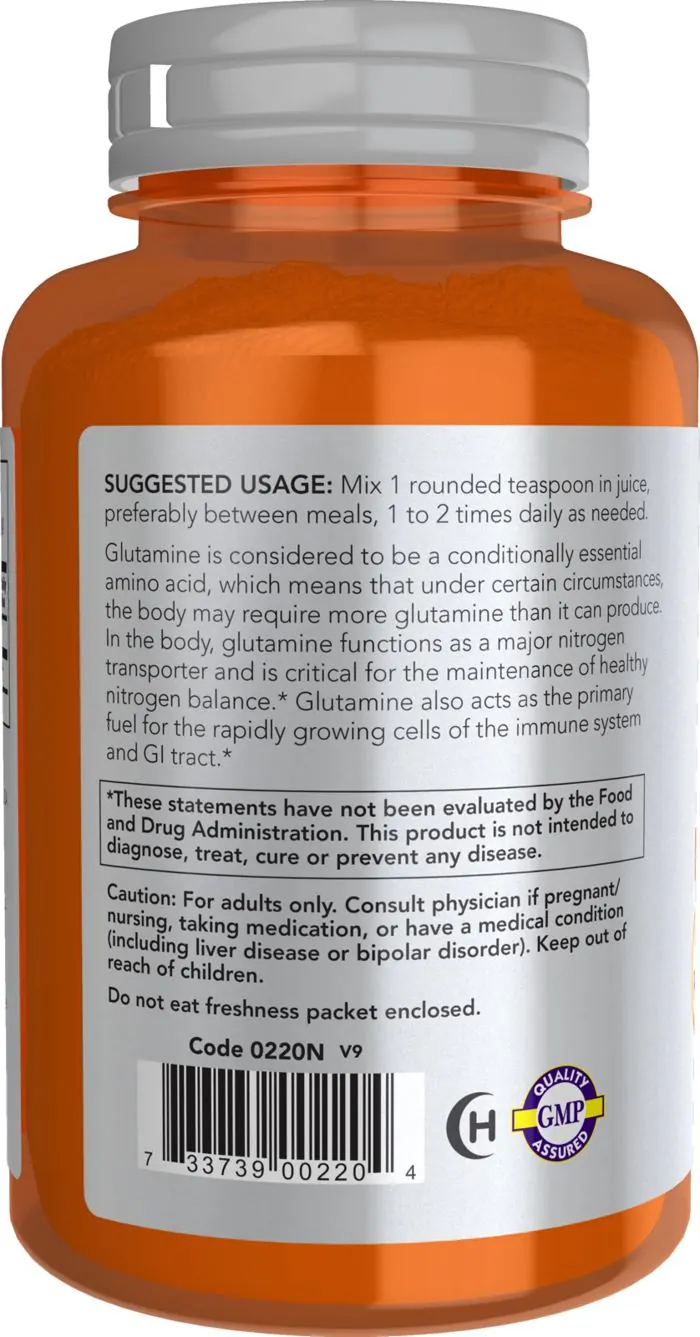 SUGGESTED USAGE: Mix 1 rounded teaspoon in juice,
preferably between meals, 1 to 2 times daily as needed.
Glutamine is considered to be a conditionally essential
amino acid, which means that under certain circumstances,
the body may require more glutamine than it can produce.
In the body, glutamine functions as a major nitrogen
transporter and is critical for the maintenance of healthy
nitrogen balance.* Glutamine also acts as the primary
fuel for the rapidly growing cells of the immune system
and GI tract.*
*These statements have not been evaluated by the Food
and Drug Administration. This product is not intended to
diagnose, treat, cure or prevent any disease.
Caution: For adults only. Consult physician if pregnant/
nursing, taking medication, or have a medical condition
(including liver disease or bipolar disorder). Keep out of
reach of children.
Do not eat freshness packet enclosed.
Code 0220N V9
7 33739 00220 4
H
QUALITY
GMP
ASSURED